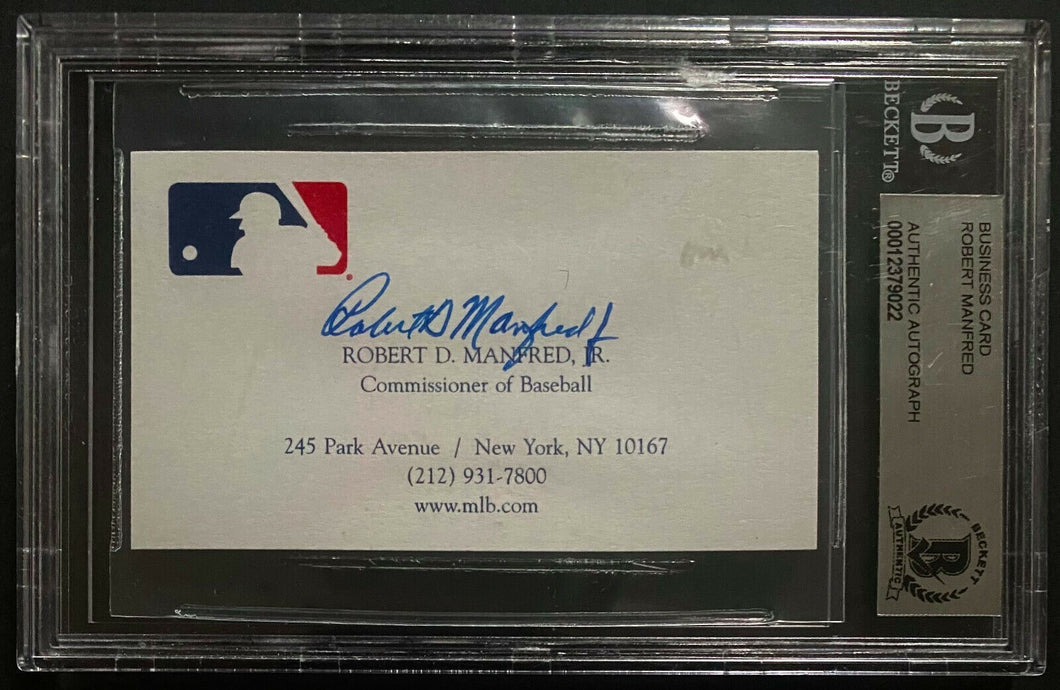 Robert D Manfred Jr
ROBERT D. MANFRED, JR.
Commissioner of Baseball
245 Park Avenue / New York, NY 10167
(212) 931-7800
www.mlb.com
B
BECKETT®
BUSINESS CARD
ROBERT MANFRED
AUTHENTIC AUTOGRAPH
00012379022
BECKETT
B
AUTHENTIC